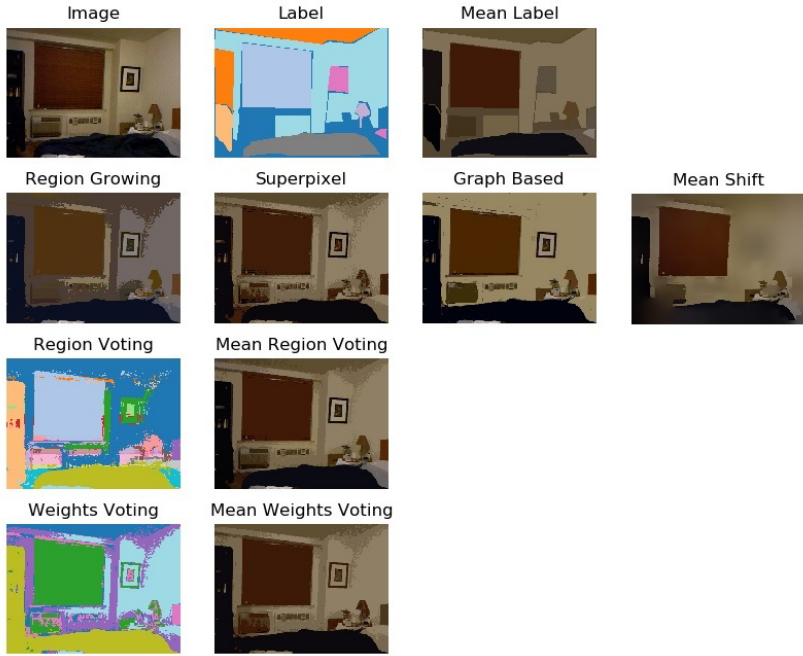 Image
Label
Mean Label
Region Growing
Superpixel
Graph Based
Mean Shift
Region Voting
Mean Region Voting
Weights Voting
Mean Weights Voting